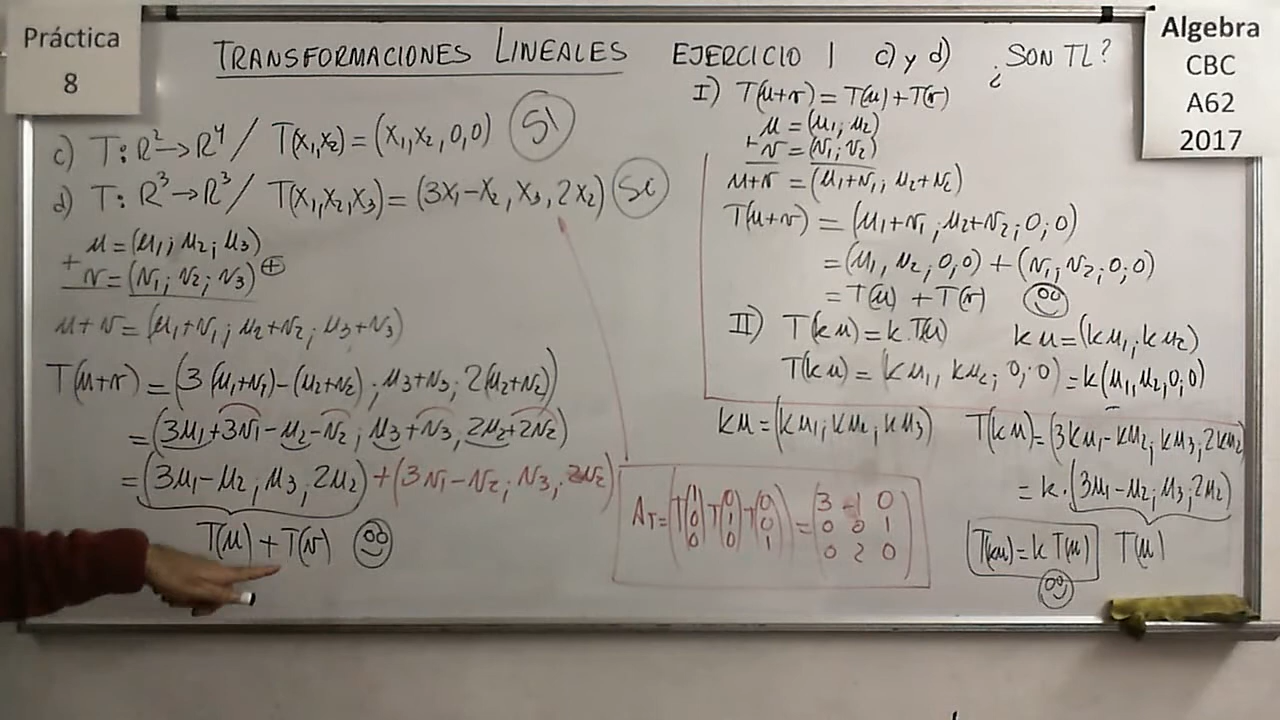 Práctica
8
TRANSFORMACIONES LINEALES EJERCICIO 1 c) y d) ¿SON TL?
Algebra
CBC
A62
2017
c) T: R² → R⁴ / T(x₁,x₂) = (x₁, x₂, 0, 0) SI
d) T: R³ → R³ / T(x₁,x₂,x₃) = (3x₁-x₂, x₃, 2x₂) Si
u = (u₁; u₂; u₃)
+ v = (v₁; v₂; v₃) +
u+v = (u₁+v₁; u₂+v₂; u₃+v₃)
T(u+v) = (3(u₁+v₁)-(u₂+v₂); u₃+v₃; 2(u₂+v₂))
= (3u₁+3v₁-u₂-v₂; u₃+v₃, 2u₂+2v₂)
= (3u₁-u₂; u₃, 2u₂) + (3v₁-v₂; v₃, 2v₂)
T(u) + T(v)
I) T(u+v) = T(u) + T(v)
u = (u₁; u₂)
+ v = (v₁; v₂)
u+v = (u₁+v₁; u₂+v₂)
T(u+v) = (u₁+v₁; u₂+v₂; 0; 0)
= (u₁, u₂; 0, 0) + (v₁, v₂; 0, 0)
= T(u) + T(v)
II) T(ku) = k.T(u) ku = (ku₁; ku₂)
T(ku) = (ku₁, ku₂; 0, 0) = k(u₁, u₂, 0, 0)
ku = (ku₁; ku₂; ku₃) T(ku) = (3ku₁-ku₂; ku₃, 2ku₂)
= k.(3u₁-u₂; u₃; 2u₂)
T(ku) = k T(u) T(u)
A_T = (T(1 0 0) T(0 1 0) T(0 0 1)) = (3 -1 0
0 0 1
0 2 0)